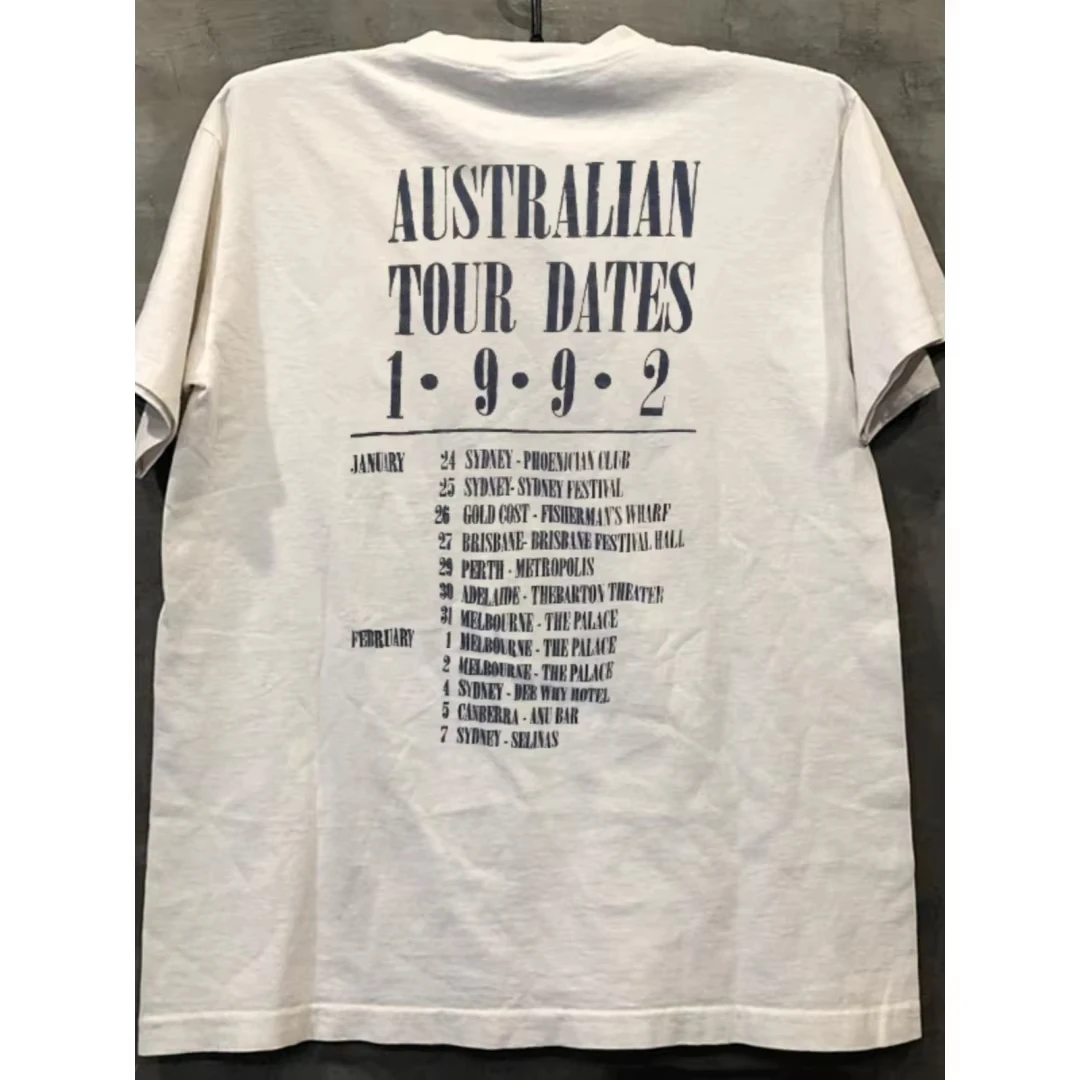 AUSTRALIAN
TOUR DATES
1•9•9•2
JANUARY 24 SYDNEY - PHOENICIAN CLUB
25 SYDNEY- SYDNEY FESTIVAL
26 GOLD COST - FISHERMAN'S WHARF
27 BRISBANE- BRISBANE FESTIVAL HALL
29 PERTH - METROPOLIS
30 ADELAIDE - THEBARTON THEATER
31 MELBOURNE - THE PALACE
FEBRUARY 1 MELBOURNE - THE PALACE
2 MELBOURNE - THE PALACE
4 SYDNEY - DEE WHY HOTEL
5 CANBERRA - ANU BAR
7 SYDNEY - SELINAS